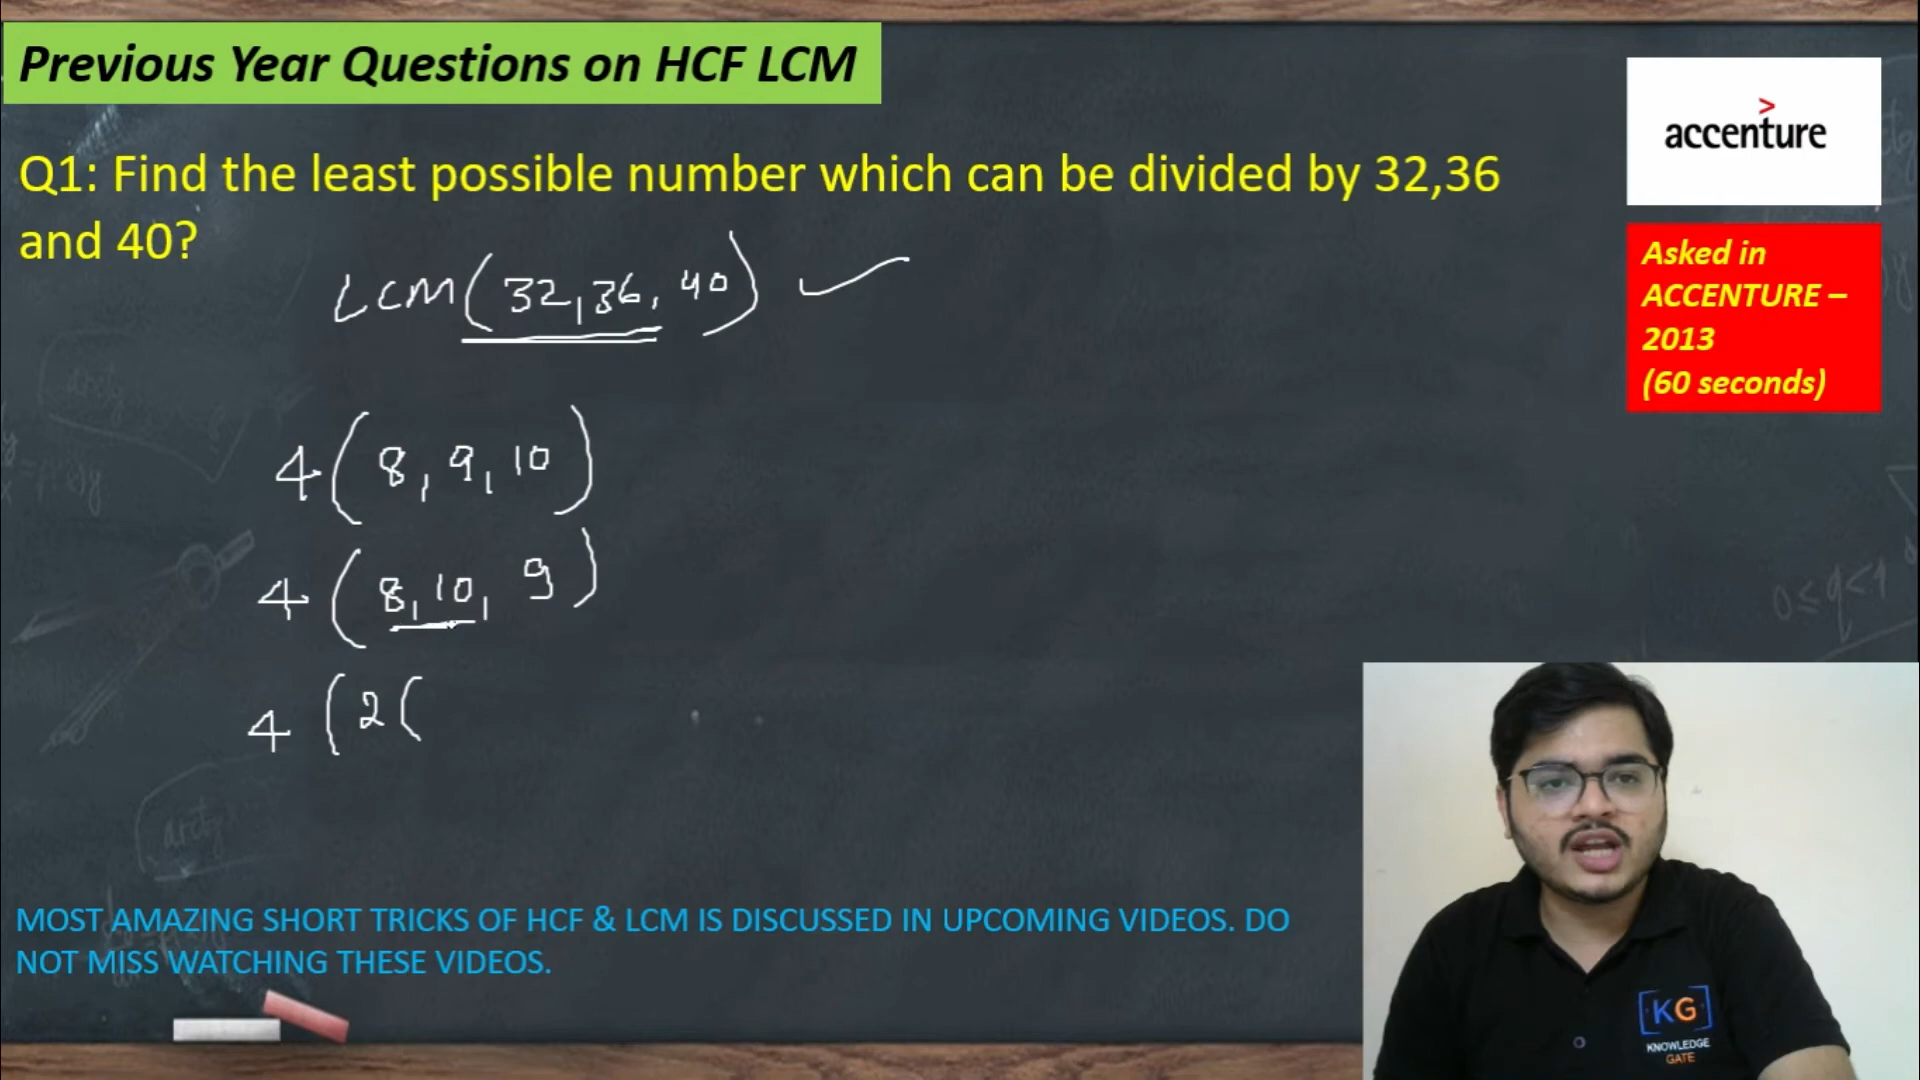 Previous Year Questions on HCF LCM
accenture
Q1: Find the least possible number which can be divided by 32,36
and 40?
Asked in
ACCENTURE –
2013
(60 seconds)
LCM(32,36, 40)
4(8, 9, 10)
4(8, 10, 9)
4(2(
MOST AMAZING SHORT TRICKS OF HCF & LCM IS DISCUSSED IN UPCOMING VIDEOS. DO
NOT MISS WATCHING THESE VIDEOS.
KG
KNOWLEDGE
GATE
0≤q<1